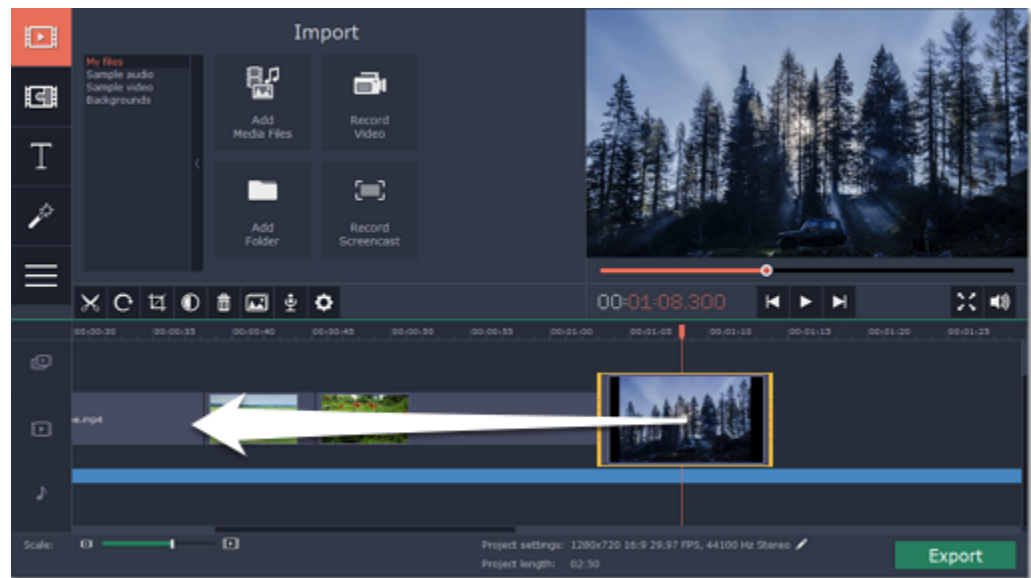 Import
My files
Sample audio
Sample video
Backgrounds
Add
Media Files
Record
Video
Add
Folder
Record
Screencast
T
00:01:08.300
00:00:30 00:00:35 00:00:40 00:00:45 00:00:50 00:00:55 00:01:00 00:01:05 00:01:10 00:01:15 00:01:20 00:01:25
.mp4
Scale:
Project settings: 1280x720 16:9 29.97 FPS, 44100 Hz Stereo
Project length: 02:50
Export